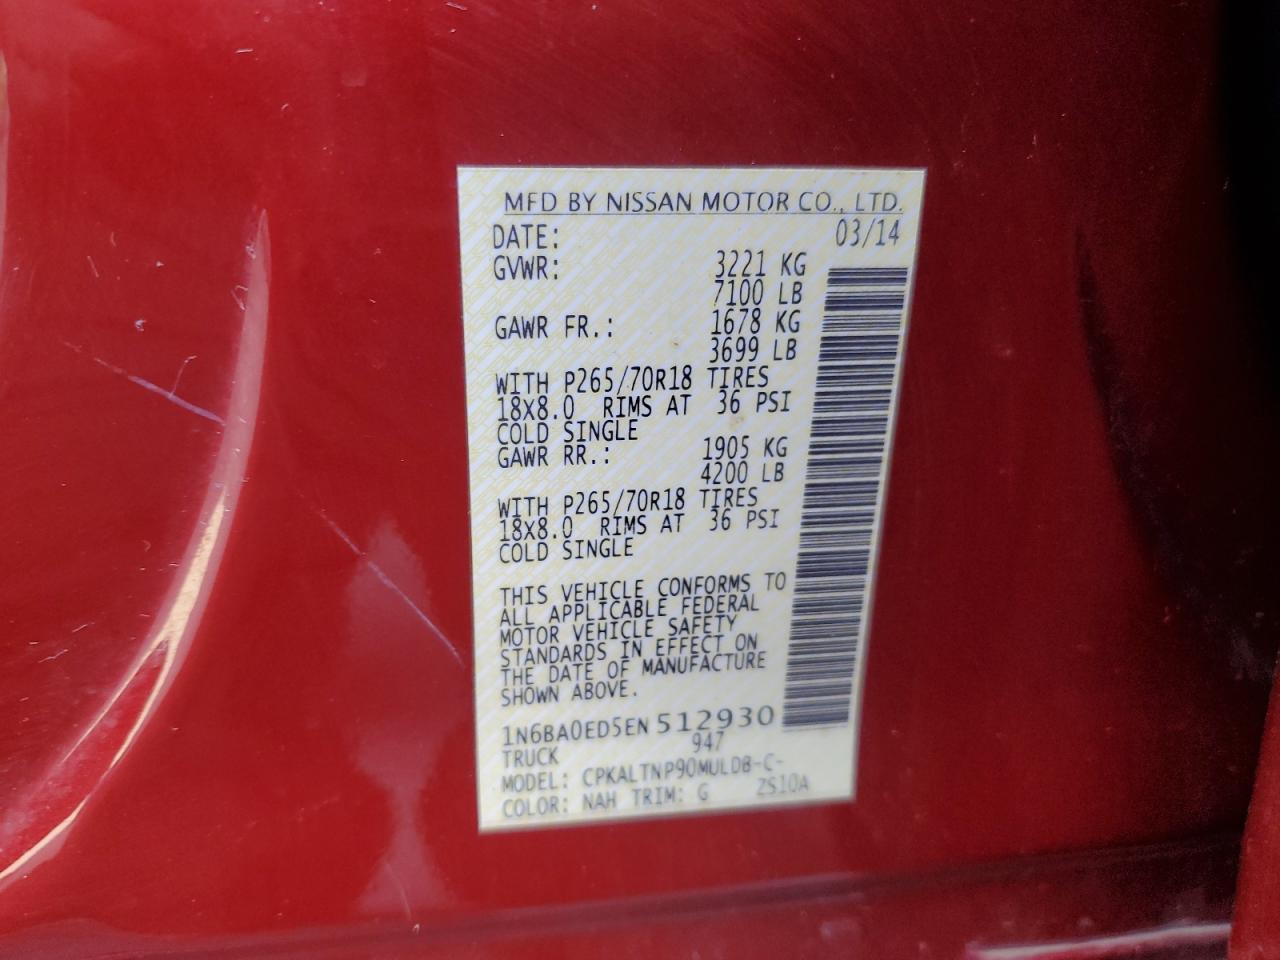 MFD BY NISSAN MOTOR CO., LTD.
DATE: 03/14
GVWR: 3221 KG
7100 LB
GAWR FR.: 1678 KG
3699 LB
WITH P265/70R18 TIRES
18X8.0 RIMS AT 36 PSI
COLD SINGLE
GAWR RR.: 1905 KG
4200 LB
WITH P265/70R18 TIRES
18X8.0 RIMS AT 36 PSI
COLD SINGLE
THIS VEHICLE CONFORMS TO
ALL APPLICABLE FEDERAL
MOTOR VEHICLE SAFETY
STANDARDS IN EFFECT ON
THE DATE OF MANUFACTURE
SHOWN ABOVE.
1N6BA0ED5EN512930
TRUCK 947
MODEL: CPKALTNP90MULDB-C-
COLOR: NAH TRIM: G ZS10A